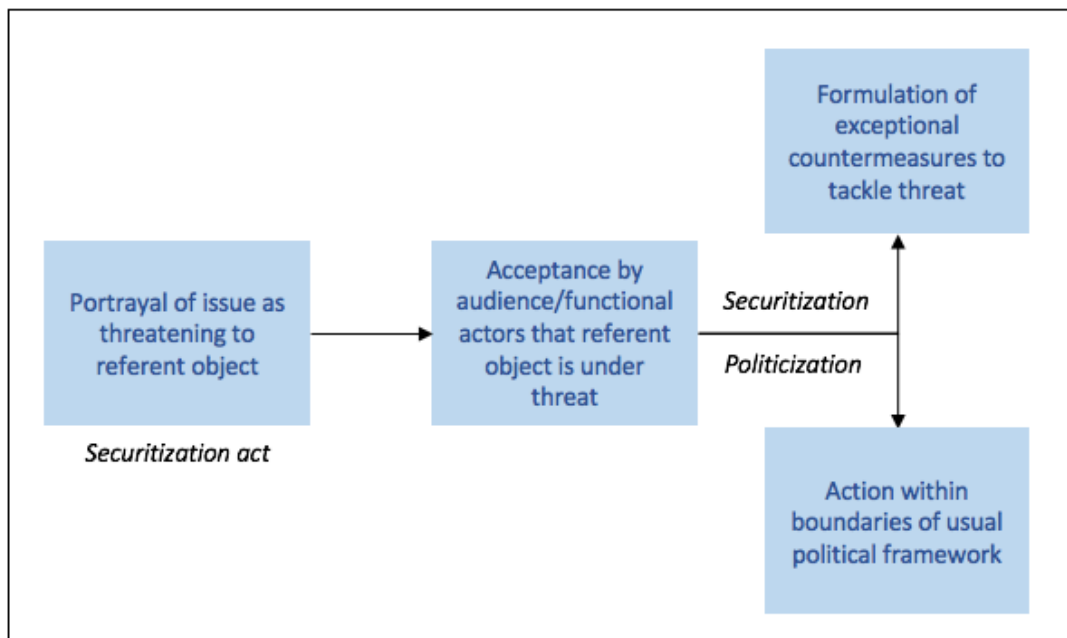 Portrayal of issue as
threatening to
referent object
Securitization act
Acceptance by
audience/functional
actors that referent
object is under
threat
Securitization
Politicization
Formulation of
exceptional
countermeasures to
tackle threat
Action within
boundaries of usual
political framework